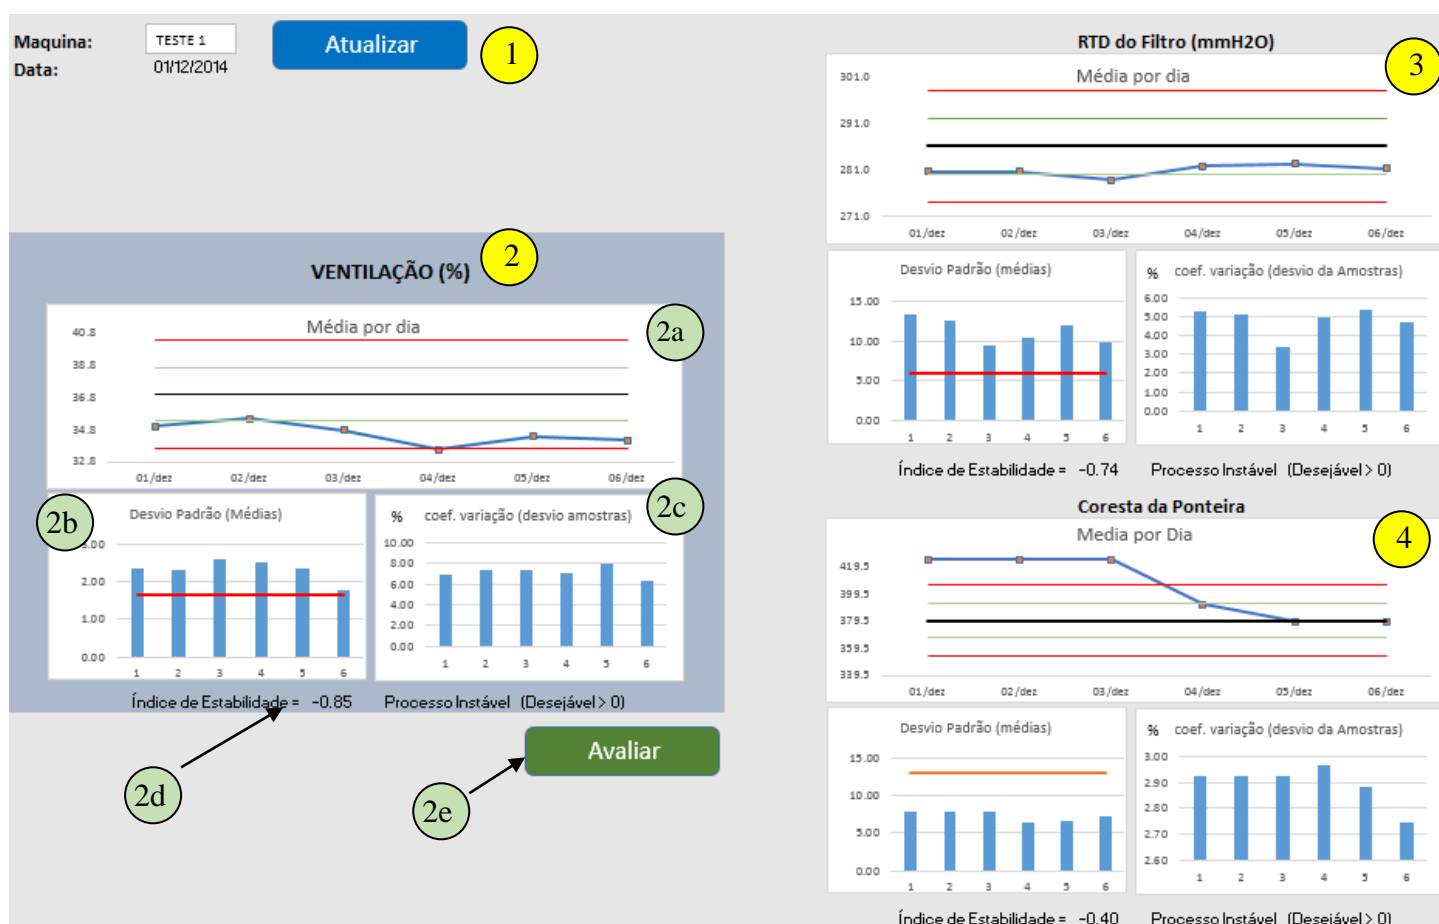 Maquina: TESTE 1
Data: 01/12/2014
Atualizar
1
VENTILAÇÃO (%)
2
Média por dia
2a
40.8
38.8
36.8
34.8
32.8
01/dez 02/dez 03/dez 04/dez 05/dez 06/dez
2b
Desvio Padrão (Médias)
3.00
2.00
1.00
0.00
1 2 3 4 5 6
2c
% coef. variação (desvio amostras)
10.00
8.00
6.00
4.00
2.00
0.00
1 2 3 4 5 6
Índice de Estabilidade = -0.85 Processo Instável (Desejável > 0)
2d
Avaliar
2e
RTD do Filtro (mmH2O)
3
Média por dia
301.0
291.0
281.0
271.0
01/dez 02/dez 03/dez 04/dez 05/dez 06/dez
Desvio Padrão (médias)
15.00
10.00
5.00
0.00
1 2 3 4 5 6
% coef. variação (desvio da Amostras)
6.00
5.00
4.00
3.00
2.00
1.00
0.00
1 2 3 4 5 6
Índice de Estabilidade = -0.74 Processo Instável (Desejável > 0)
Coresta da Ponteira
Media por Dia
4
419.5
399.5
379.5
359.5
339.5
01/dez 02/dez 03/dez 04/dez 05/dez 06/dez
Desvio Padrão (médias)
15.00
10.00
5.00
0.00
1 2 3 4 5 6
% coef. variação (desvio da Amostras)
3.00
2.90
2.80
2.70
2.60
1 2 3 4 5 6
Índice de Estabilidade = -0.40 Processo Instável (Desejável > 0)